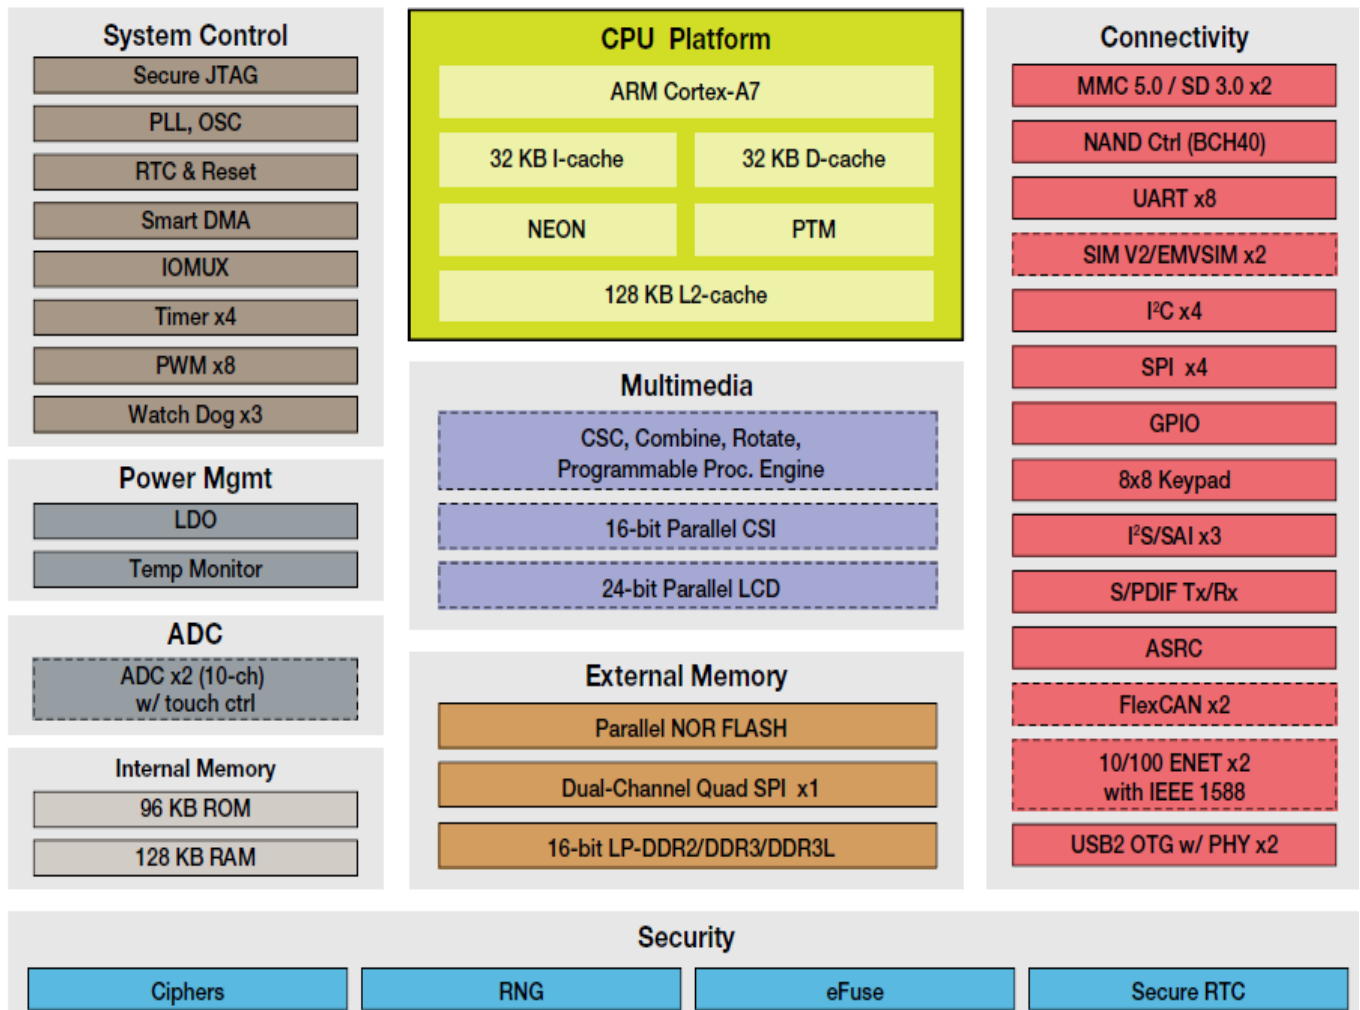 System Control
Secure JTAG
PLL, OSC
RTC & Reset
Smart DMA
IOMUX
Timer x4
PWM x8
Watch Dog x3
Power Mgmt
LDO
Temp Monitor
ADC
ADC x2 (10-ch)
w/ touch ctrl
Internal Memory
96 KB ROM
128 KB RAM
CPU Platform
ARM Cortex-A7
32 KB I-cache
32 KB D-cache
NEON
PTM
128 KB L2-cache
Multimedia
CSC, Combine, Rotate,
Programmable Proc. Engine
16-bit Parallel CSI
24-bit Parallel LCD
External Memory
Parallel NOR FLASH
Dual-Channel Quad SPI x1
16-bit LP-DDR2/DDR3/DDR3L
Connectivity
MMC 5.0 / SD 3.0 x2
NAND Ctrl (BCH40)
UART x8
SIM V2/EMVSIM x2
I²C x4
SPI x4
GPIO
8x8 Keypad
I²S/SAI x3
S/PDIF Tx/Rx
ASRC
FlexCAN x2
10/100 ENET x2
with IEEE 1588
USB2 OTG w/ PHY x2
Security
Ciphers
RNG
eFuse
Secure RTC